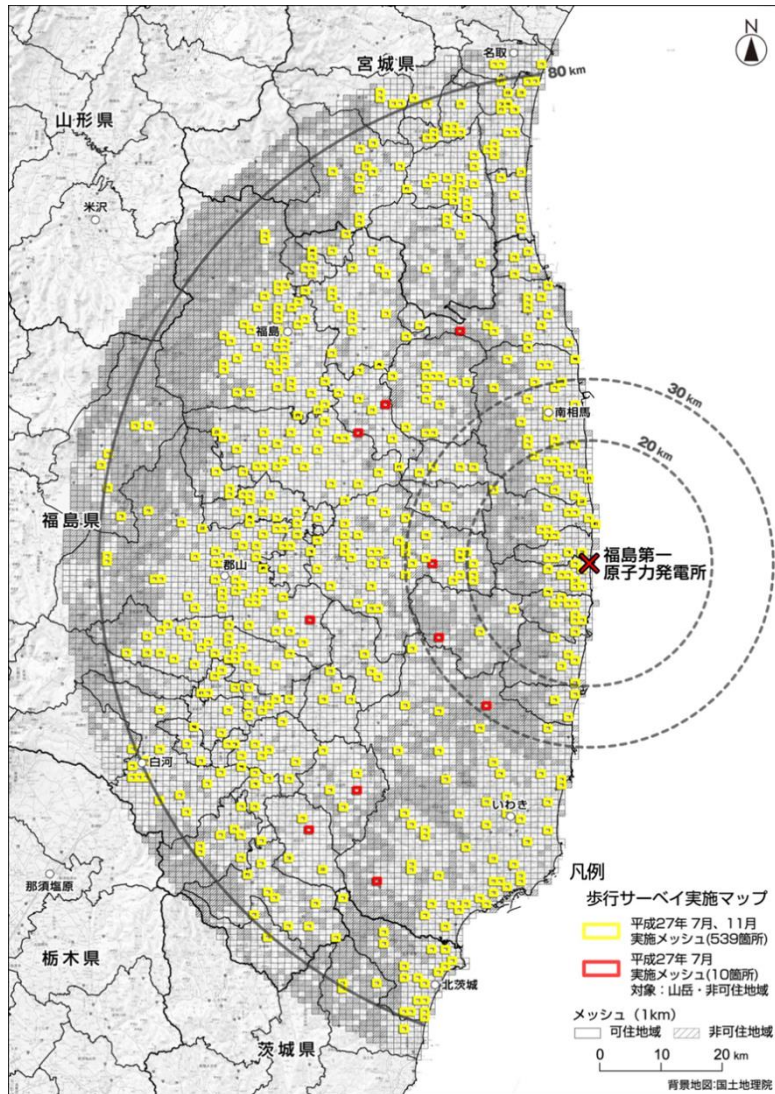 N
名取
宮城県
80 km
山形県
米沢
福島
30 km
南相馬
20 km
福島県
福島第一
原子力発電所
郡山
白河
いわき
那須塩原
栃木県
北茨城
茨城県
凡例
歩行サーベイ実施マップ
平成27年 7月、11月
実施メッシュ(539箇所)
平成27年 7月
実施メッシュ(10箇所)
対象:山岳・非可住地域
メッシュ(1km)
可住地域 非可住地域
0 10 20 km
背景地図:国土地理院